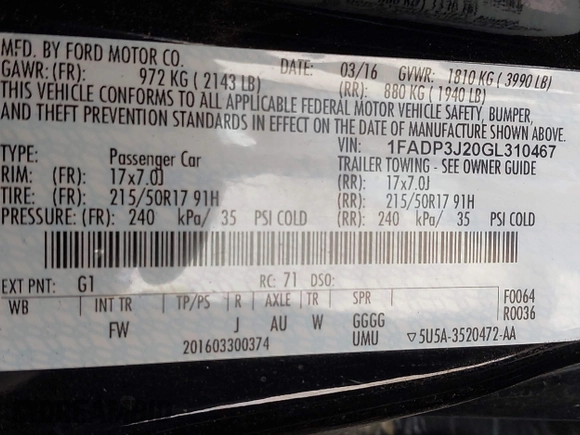 MFD. BY FORD MOTOR CO.
DATE: 03/16 GVWR: 1810 KG ( 3990 LB)
GAWR: (FR): 972 KG ( 2143 LB) (RR): 880 KG ( 1940 LB)
THIS VEHICLE CONFORMS TO ALL APPLICABLE FEDERAL MOTOR VEHICLE SAFETY, BUMPER,
AND THEFT PREVENTION STANDARDS IN EFFECT ON THE DATE OF MANUFACTURE SHOWN ABOVE.
VIN: 1FADP3J20GL310467
TYPE: Passenger Car TRAILER TOWING - SEE OWNER GUIDE
RIM: (FR): 17x7.0J (RR): 17x7.0J
TIRE: (FR): 215/50R17 91H (RR): 215/50R17 91H
PRESSURE: (FR): 240 kPa/ 35 PSI COLD (RR): 240 kPa/ 35 PSI COLD
EXT PNT: G1 RC: 71 DSO:
WB INT TR TP/PS R AXLE TR SPR F0064
R0036
FW J AU W GGGG
UMU
201603300374 ▽5U5A-3520472-AA